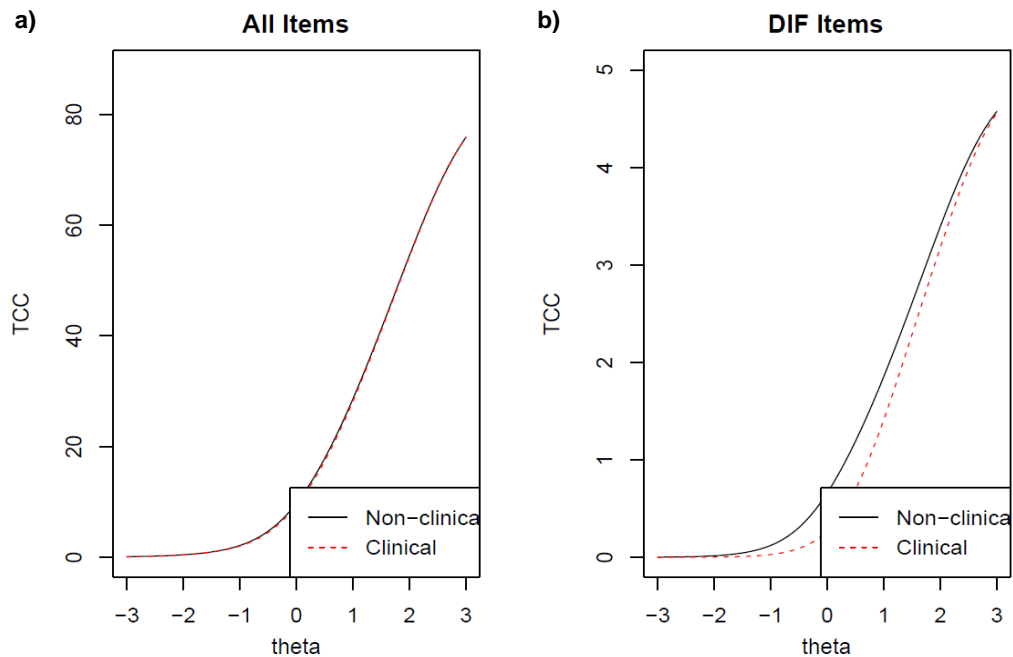 a)
All Items
TCC
80
60
40
20
0
−3 −2 −1 0 1 2 3
theta
Non−clinica
Clinical
b)
DIF Items
TCC
5
4
3
2
1
0
−3 −2 −1 0 1 2 3
theta
Non−clinica
Clinical